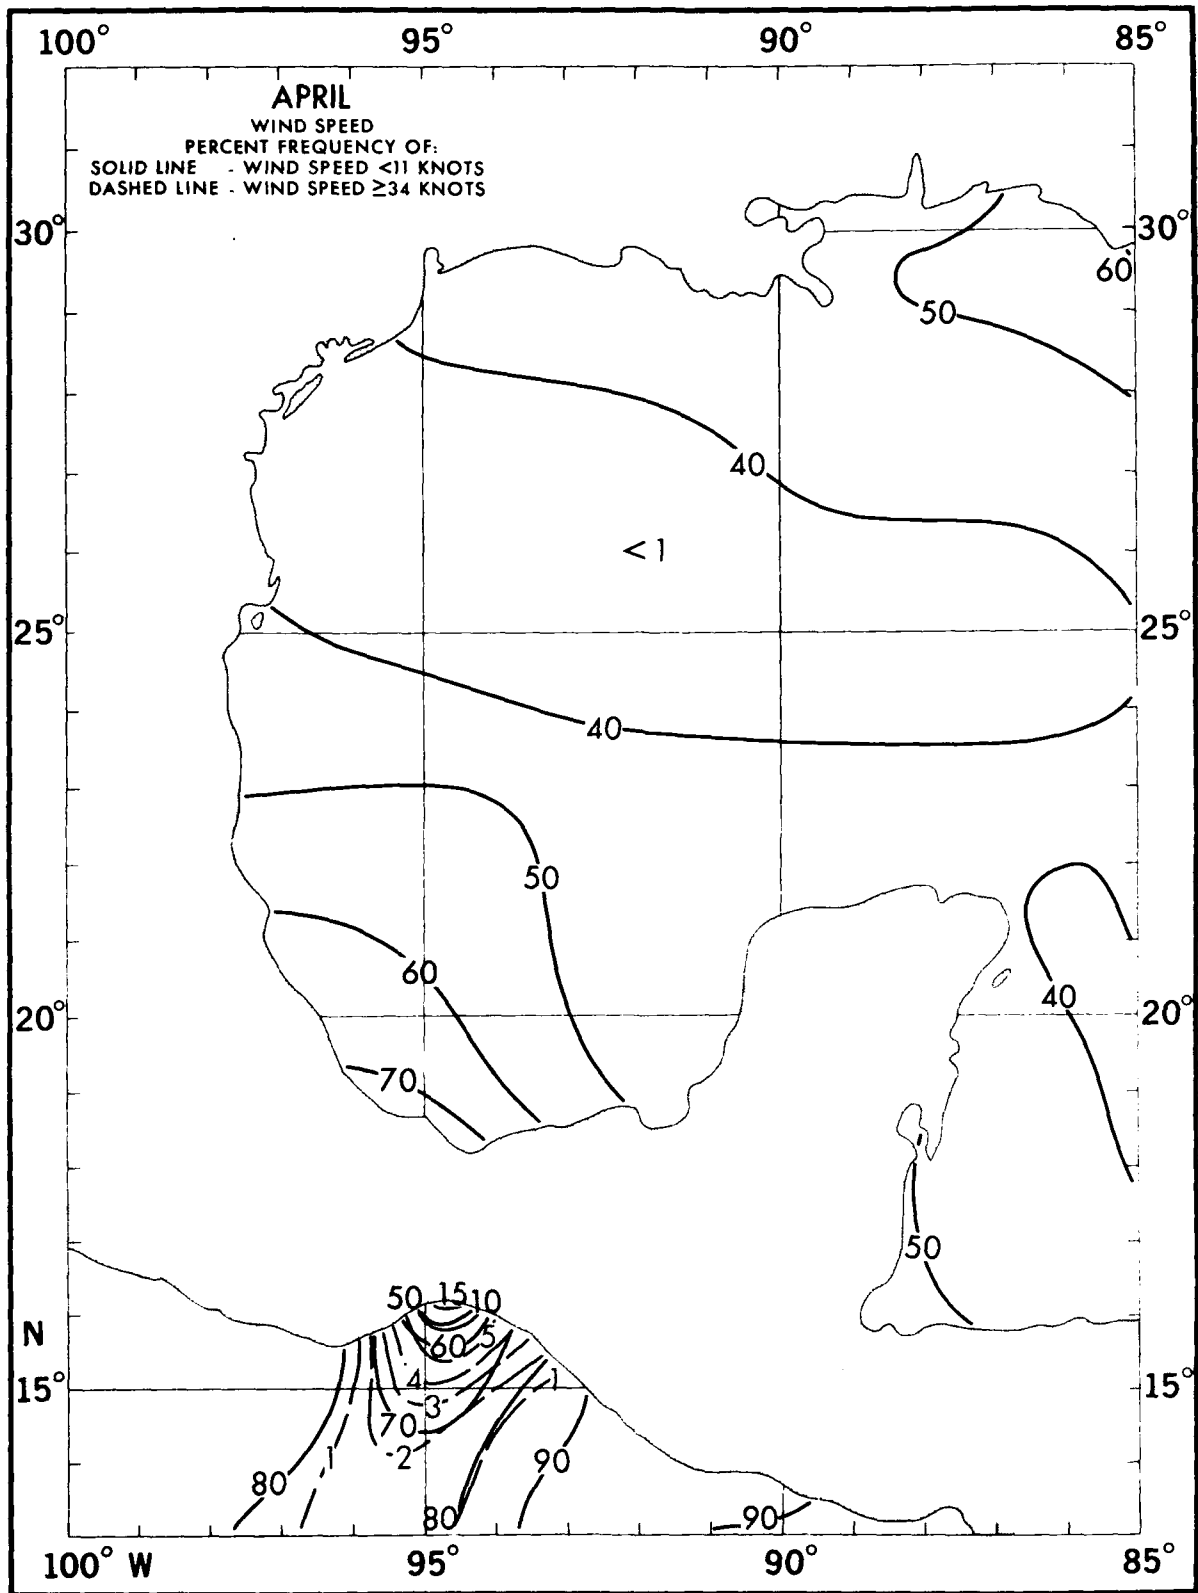 100° 95° 90° 85°
APRIL
WIND SPEED
PERCENT FREQUENCY OF:
SOLID LINE - WIND SPEED <11 KNOTS
DASHED LINE - WIND SPEED ≥34 KNOTS
30° 30°
60
50
40
<1
25° 25°
40
50
60
40
20° 20°
70
50
50 15 10
N 60 5
4 1
15° 15°
3
70
2
80 1 90
80 90
100° W 95° 90° 85°